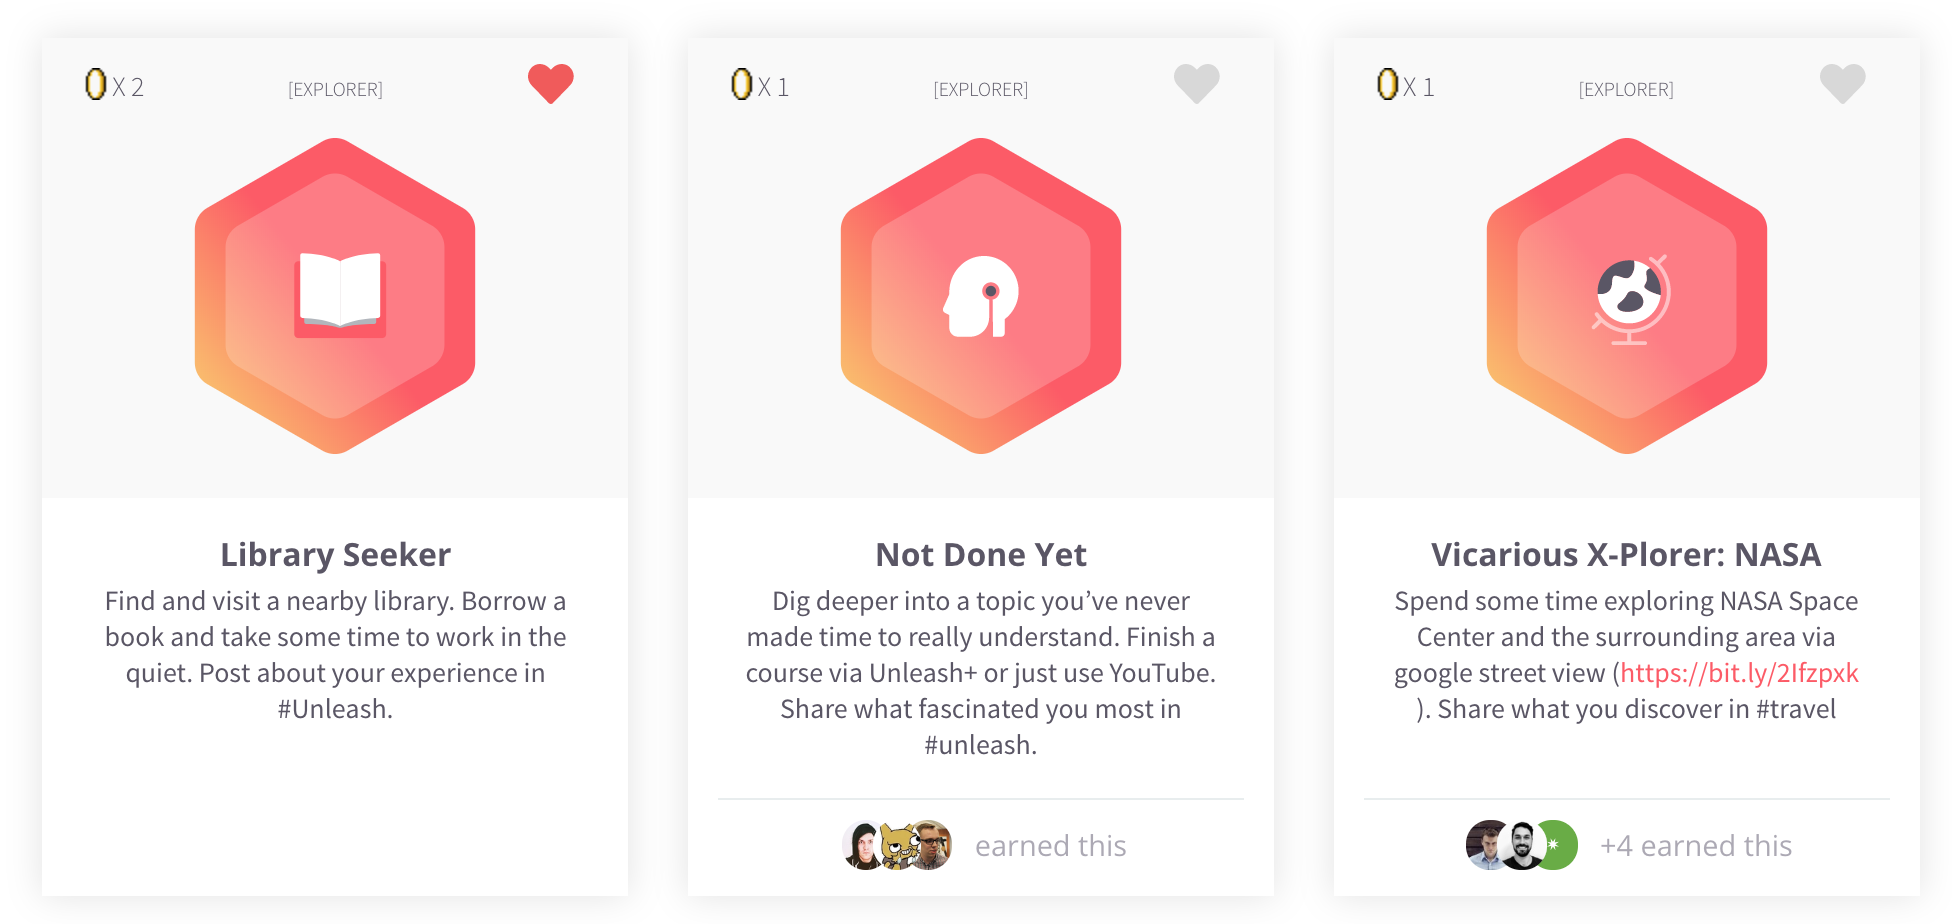 X 2
[EXPLORER]
Library Seeker
Find and visit a nearby library. Borrow a
book and take some time to work in the
quiet. Post about your experience in
#Unleash.
X 1
[EXPLORER]
Not Done Yet
Dig deeper into a topic you’ve never
made time to really understand. Finish a
course via Unleash+ or just use YouTube.
Share what fascinated you most in
#unleash.
earned this
X 1
[EXPLORER]
Vicarious X-Plorer: NASA
Spend some time exploring NASA Space
Center and the surrounding area via
google street view (https://bit.ly/2Ifzpxk
). Share what you discover in #travel
+4 earned this